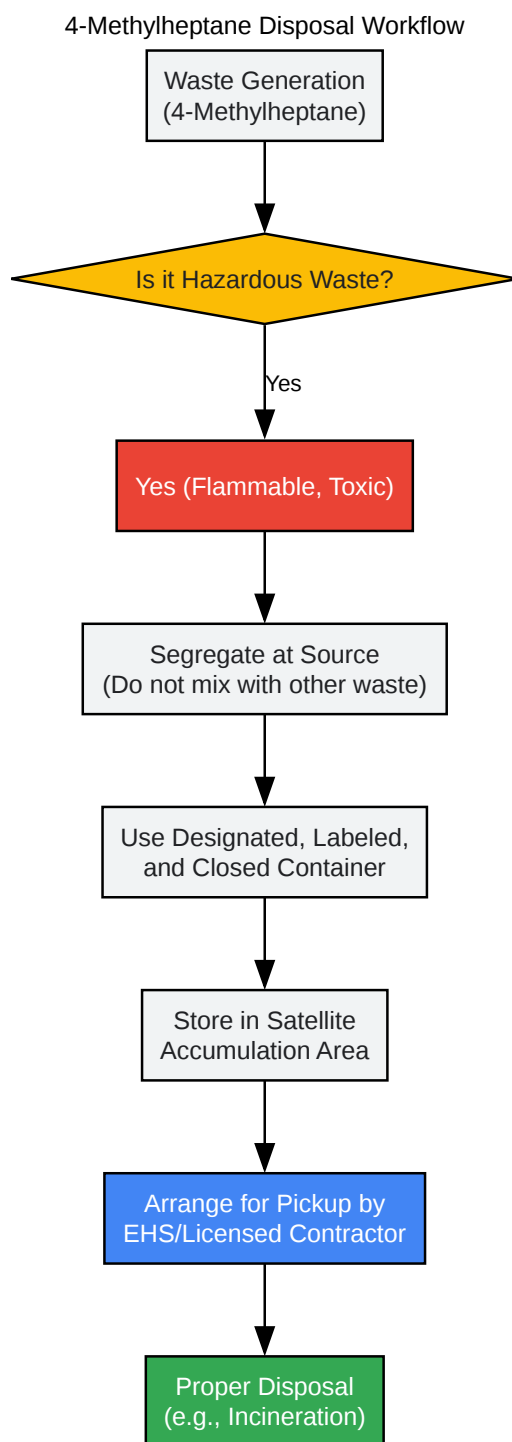 4-Methylheptane Disposal Workflow
Waste Generation
(4-Methylheptane)
Is it Hazardous Waste?
Yes
Yes (Flammable, Toxic)
Segregate at Source
(Do not mix with other waste)
Use Designated, Labeled,
and Closed Container
Store in Satellite
Accumulation Area
Arrange for Pickup by
EHS/Licensed Contractor
Proper Disposal
(e.g., Incineration)